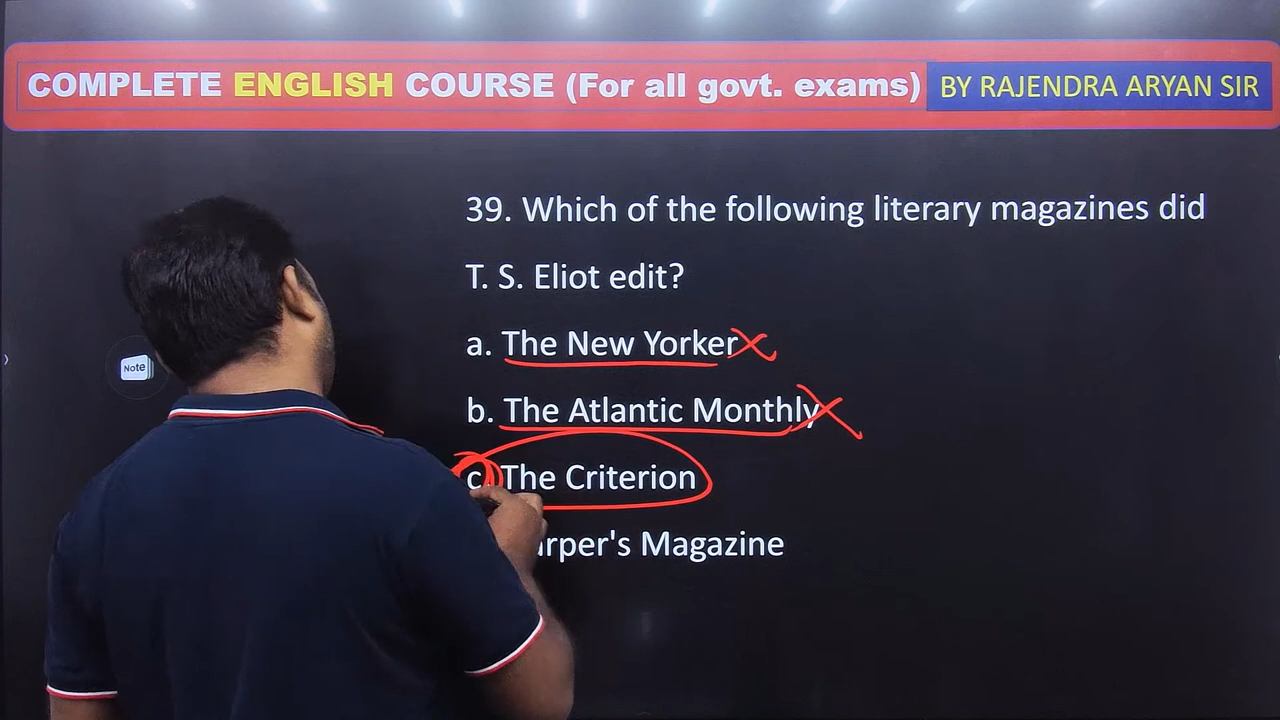 COMPLETE ENGLISH COURSE (For all govt. exams) BY RAJENDRA ARYAN SIR
39. Which of the following literary magazines did
T. S. Eliot edit?
Note
a. The New Yorker
b. The Atlantic Monthly
c. The Criterion
Magazine